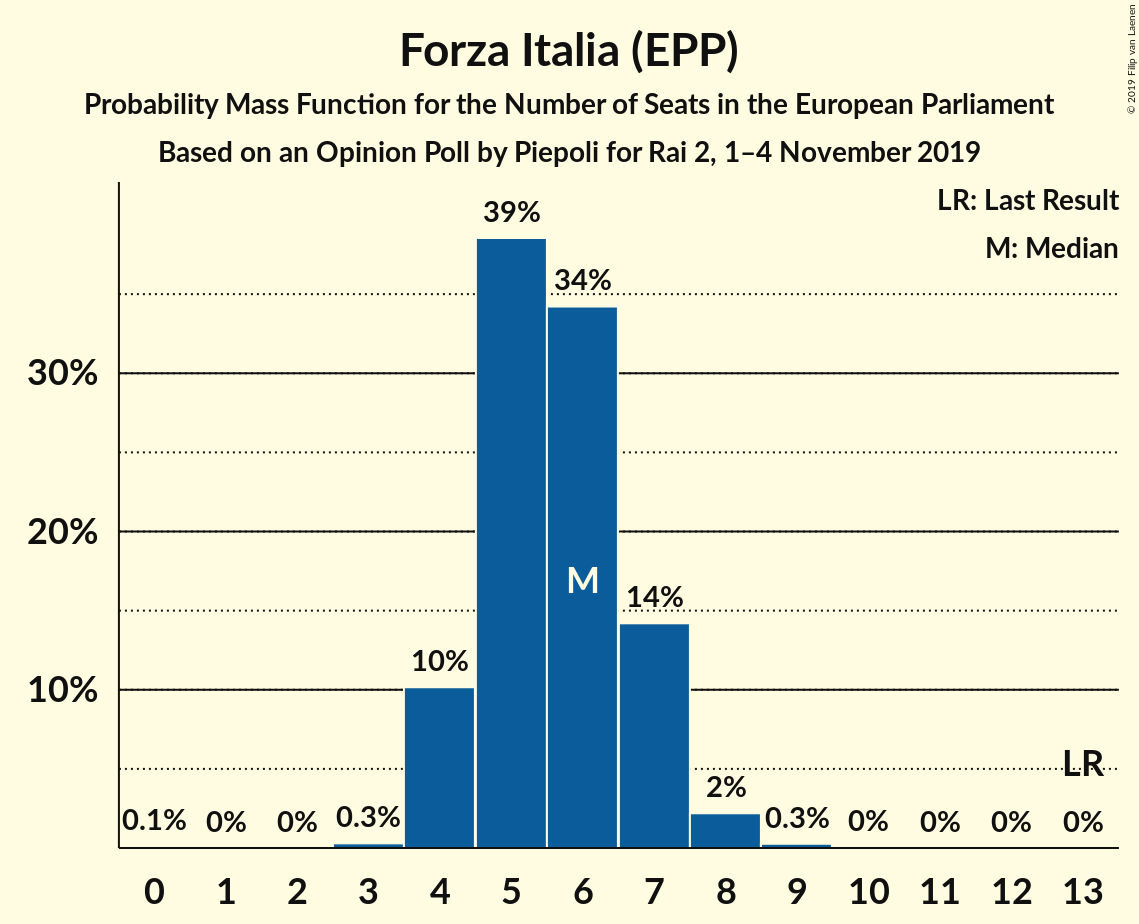 Forza Italia (EPP)
Probability Mass Function for the Number of Seats in the European Parliament
Based on an Opinion Poll by Piepoli for Rai 2, 1–4 November 2019
© 2019 Filip van Laenen
LR: Last Result
M: Median
39%
34%
30%
20%
M
14%
10%
10%
LR
2%
0.1% 0% 0% 0.3% 0.3% 0% 0% 0% 0%
0 1 2 3 4 5 6 7 8 9 10 11 12 13